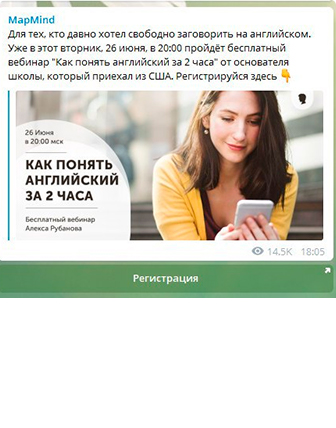 MapMind
Для тех, кто давно хотел свободно заговорить на английском.
Уже в этот вторник, 26 июня, в 20:00 пройдёт бесплатный
вебинар "Как понять английский за 2 часа" от основателя
школы, который приехал из США. Регистрируйся здесь 👇
26 Июня
в 20:00 мск
КАК ПОНЯТЬ
АНГЛИЙСКИЙ
ЗА 2 ЧАСА
Бесплатный вебинар
Алекса Рубанова
14,5K 18:05
Регистрация